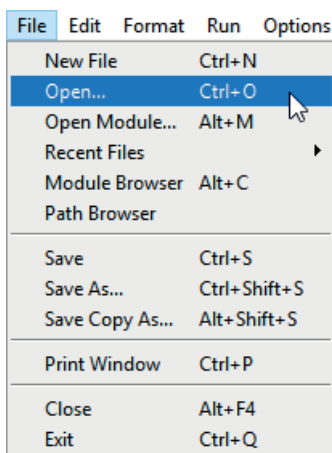 File Edit Format Run Options
New File Ctrl+N
Open... Ctrl+O
Open Module... Alt+M
Recent Files
Module Browser Alt+C
Path Browser
Save Ctrl+S
Save As... Ctrl+Shift+S
Save Copy As... Alt+Shift+S
Print Window Ctrl+P
Close Alt+F4
Exit Ctrl+Q